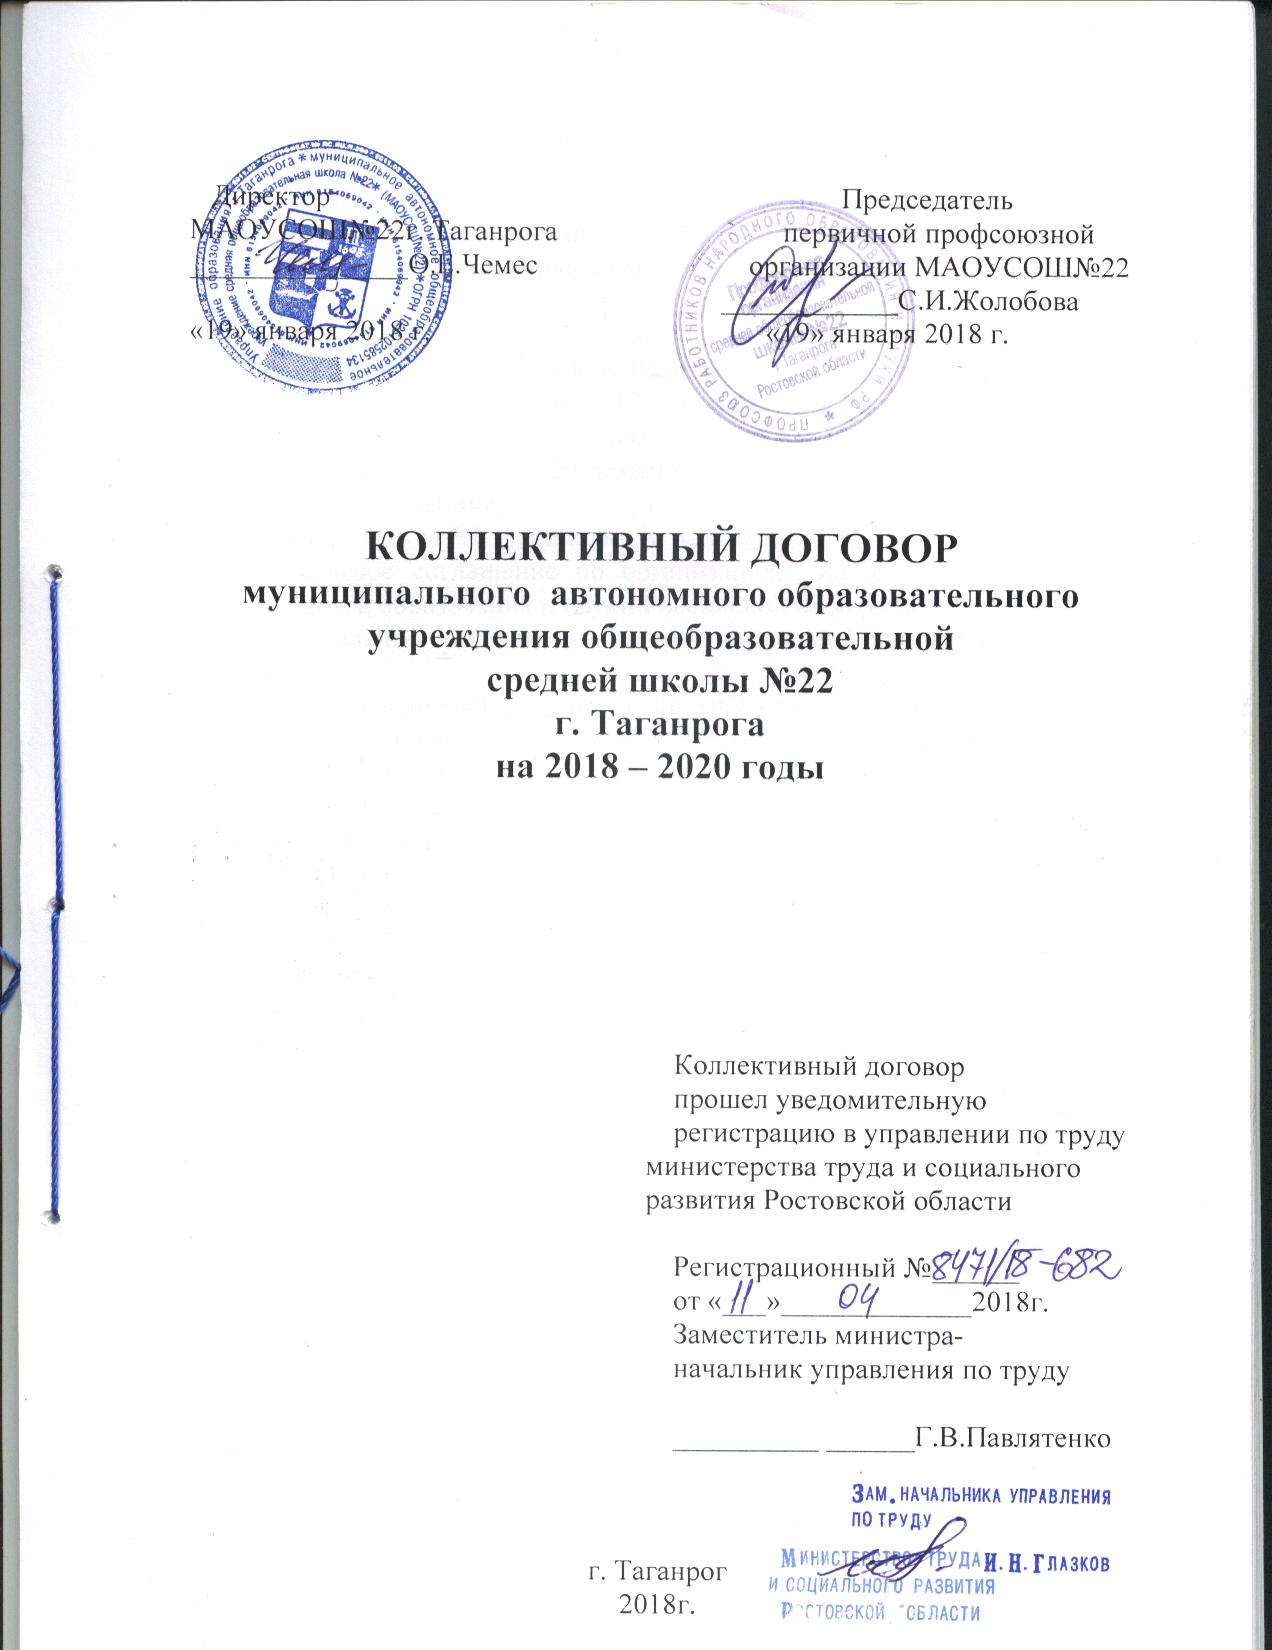 Директор
МАОУСОШ№22г. Таганрога
О.Г.Чемес
«19» января 2018 г.
Председатель
первичной профсоюзной
организации МАОУСОШ№22
С.И.Жолобова
«19» января 2018 г.
КОЛЛЕКТИВНЫЙ ДОГОВОР
муниципального автономного образовательного
учреждения общеобразовательной
средней школы №22
г. Таганрога
на 2018 – 2020 годы
Коллективный договор
прошел уведомительную
регистрацию в управлении по труду
министерства труда и социального
развития Ростовской области
Регистрационный №8471/18-682
от «11» 04 2018г.
Заместитель министра-
начальник управления по труду
Г.В.Павлятенко
ЗАМ. НАЧАЛЬНИКА УПРАВЛЕНИЯ
ПО ТРУДУ
МИНИСТЕРСТВО ТРУДА И. Н. ГЛАЗКОВ
И СОЦИАЛЬНОГО РАЗВИТИЯ
РОСТОВСКОЙ ОБЛАСТИ
г. Таганрог
2018г.